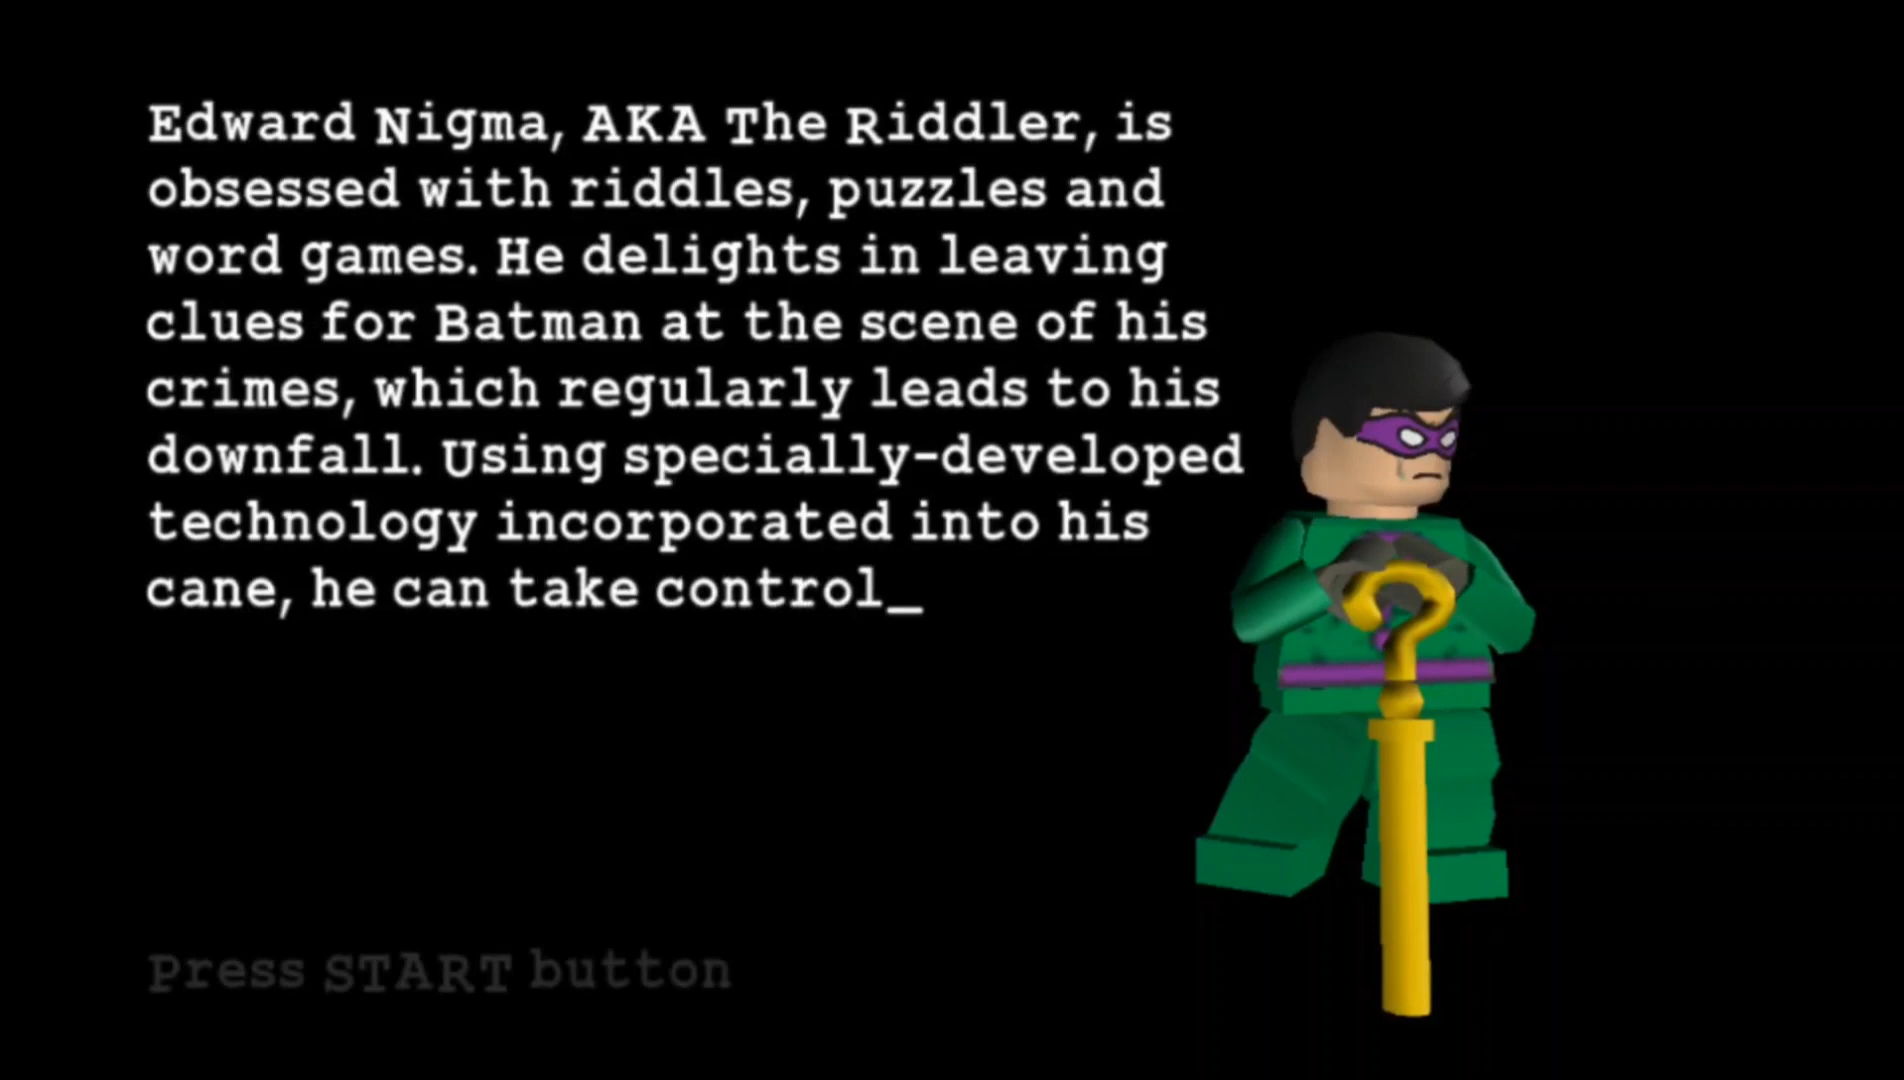 Edward Nigma, AKA The Riddler, is
obsessed with riddles, puzzles and
word games. He delights in leaving
clues for Batman at the scene of his
crimes, which regularly leads to his
downfall. Using specially-developed
technology incorporated into his
cane, he can take control_
Press START button